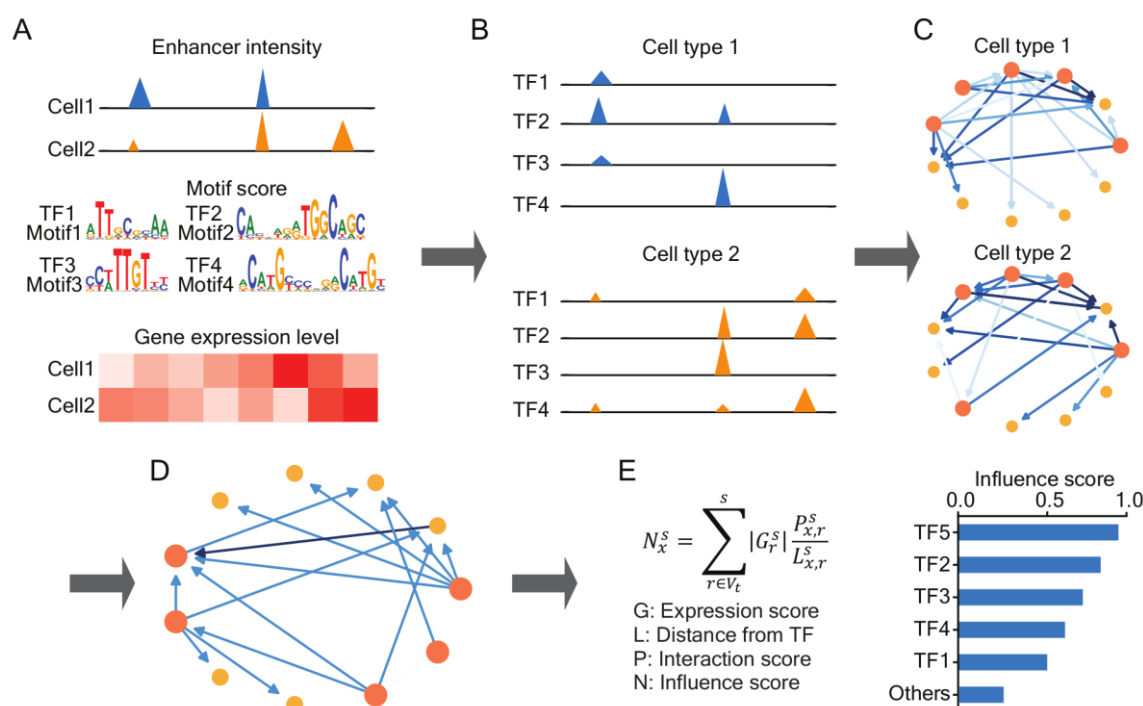 A
Enhancer intensity
Cell1
Cell2
Motif score
TF1
Motif1
TF2
Motif2
TF3
Motif3
TF4
Motif4
Gene expression level
Cell1
Cell2
B
Cell type 1
TF1
TF2
TF3
TF4
Cell type 2
TF1
TF2
TF3
TF4
C
Cell type 1
Cell type 2
D
E
N_x^s = \sum_{r∈V_t}^{s} |G_r^s| \frac{P_{x,r}^s}{L_{x,r}^s}
G: Expression score
L: Distance from TF
P: Interaction score
N: Influence score
Influence score
0.0 0.5 1.0
TF5
TF2
TF3
TF4
TF1
Others